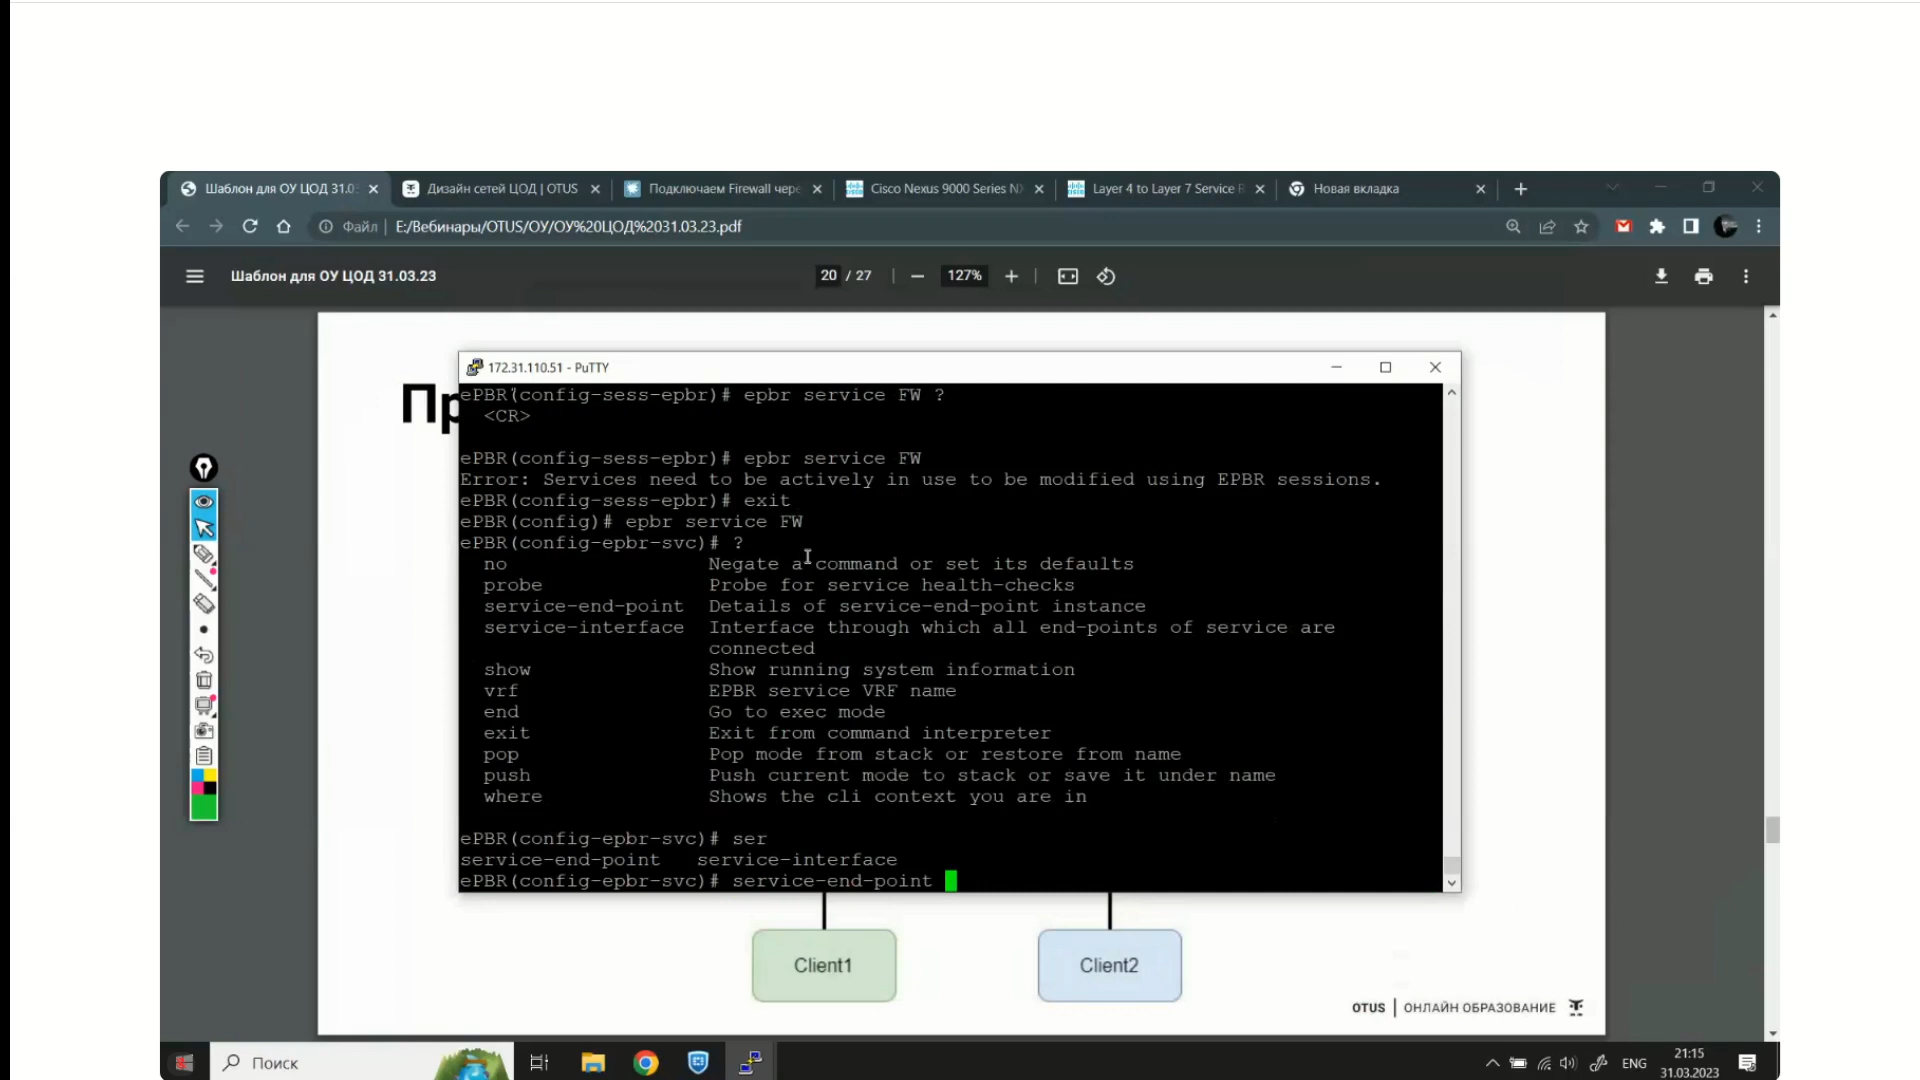 Шаблон для ОУ ЦОД 31.0
Дизайн сетей ЦОД | OTUS
Подключаем Firewall чере
Cisco Nexus 9000 Series N
Layer 4 to Layer 7 Service R
Новая вкладка
Файл | E:/Вебинары/OTUS/ОУ/ОУ%20ЦОД%2031.03.23.pdf
Шаблон для ОУ ЦОД 31.03.23
20 / 27
127%
Пр
172.31.110.51 - PuTTY
ePBR(config-sess-epbr)# epbr service FW ?
<CR>
ePBR(config-sess-epbr)# epbr service FW
Error: Services need to be actively in use to be modified using EPBR sessions.
ePBR(config-sess-epbr)# exit
ePBR(config)# epbr service FW
ePBR(config-epbr-svc)# ?
no Negate a command or set its defaults
probe Probe for service health-checks
service-end-point Details of service-end-point instance
service-interface Interface through which all end-points of service are
connected
show Show running system information
vrf EPBR service VRF name
end Go to exec mode
exit Exit from command interpreter
pop Pop mode from stack or restore from name
push Push current mode to stack or save it under name
where Shows the cli context you are in
ePBR(config-epbr-svc)# ser
service-end-point service-interface
ePBR(config-epbr-svc)# service-end-point
Client1
Client2
OTUS | ОНЛАЙН ОБРАЗОВАНИЕ
Поиск
ENG
21:15
31.03.2023